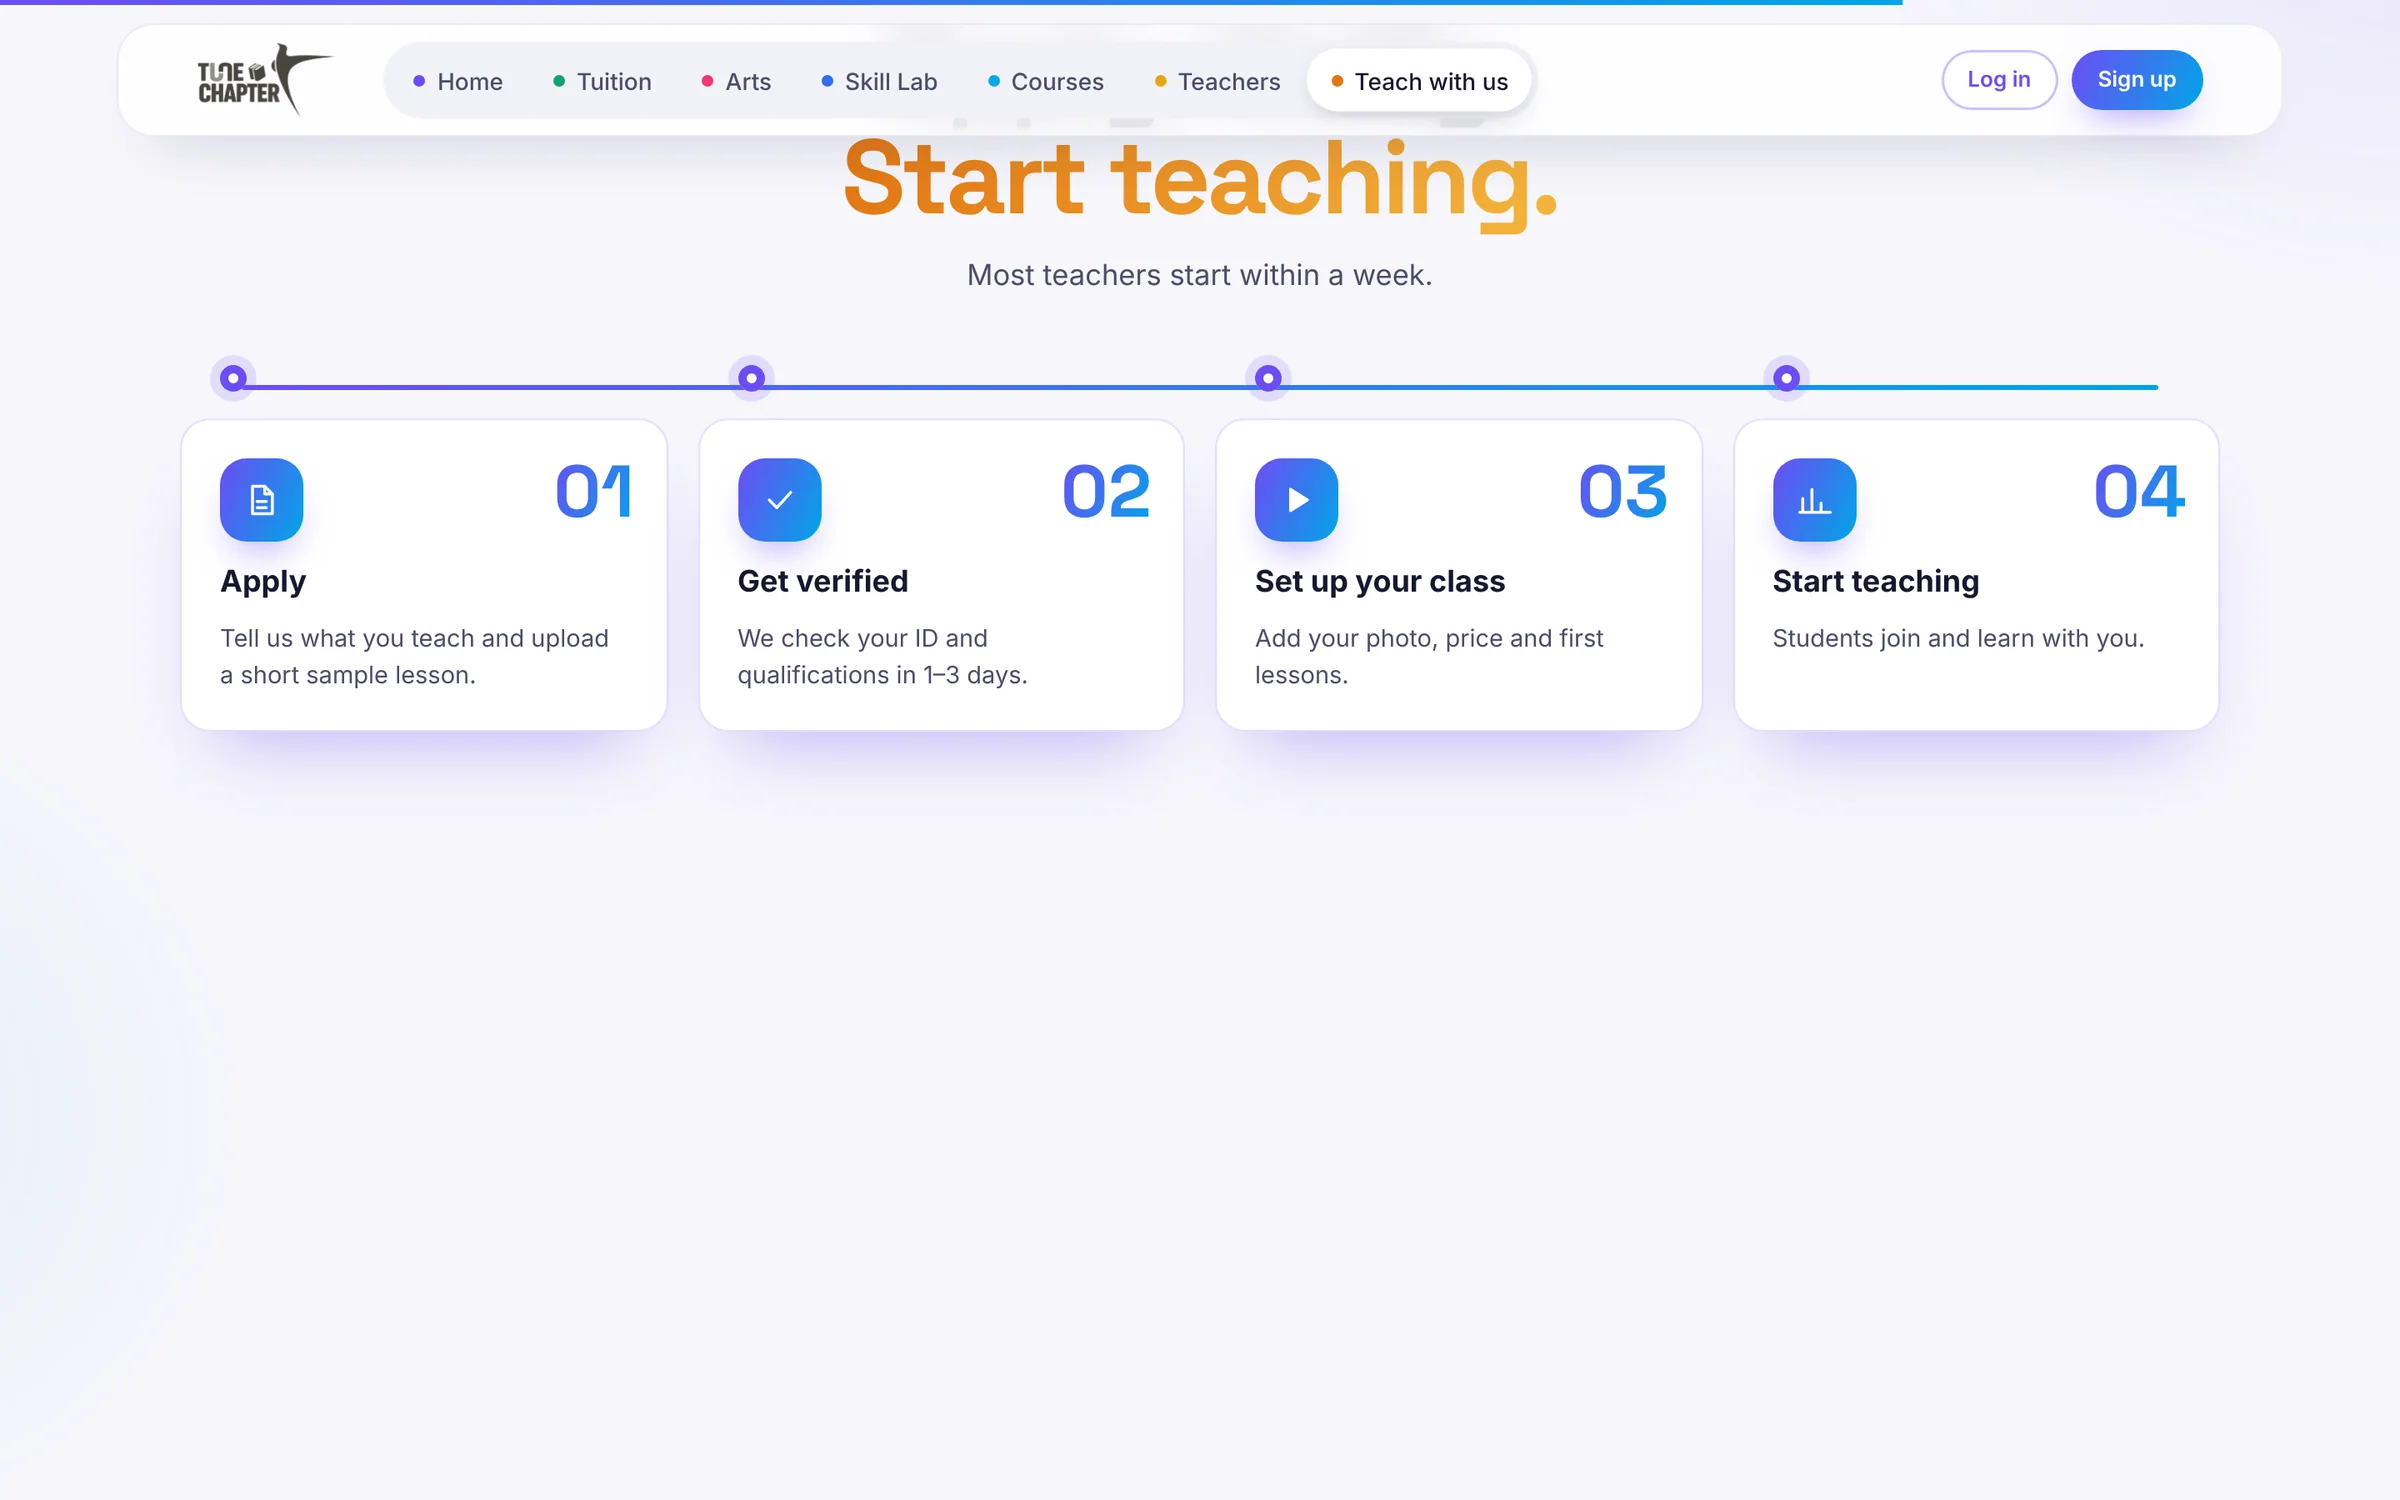 TUNE
CHAPTER
Home
Tuition
Arts
Skill Lab
Courses
Teachers
Teach with us
Log in
Sign up
Start teaching.
Most teachers start within a week.
01
Apply
Tell us what you teach and upload
a short sample lesson.
02
Get verified
We check your ID and
qualifications in 1–3 days.
03
Set up your class
Add your photo, price and first
lessons.
04
Start teaching
Students join and learn with you.